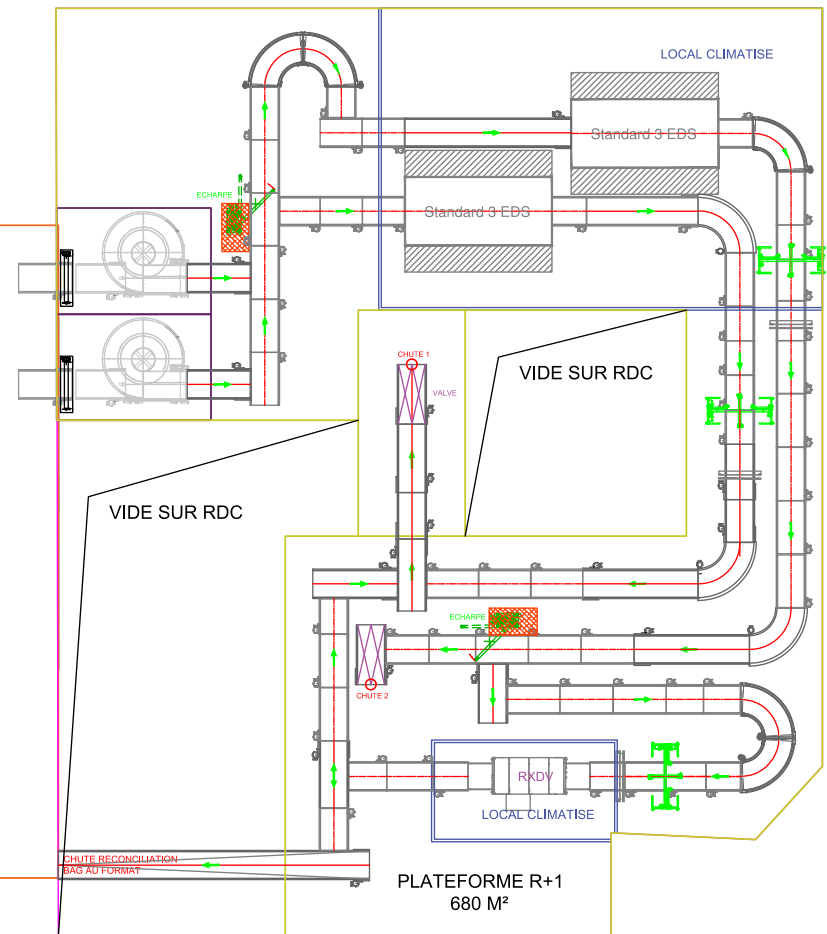 LOCAL CLIMATISE
Standard 3 EDS
ECHARPE
Standard 3 EDS
CHUTE 1
VIDE SUR RDC
VALVE
VIDE SUR RDC
ECHARPE
CHUTE 2
RXDV
LOCAL CLIMATISE
CHUTE RECONCILIATION
BAG AU FORMAT
PLATEFORME R+1
680 M²